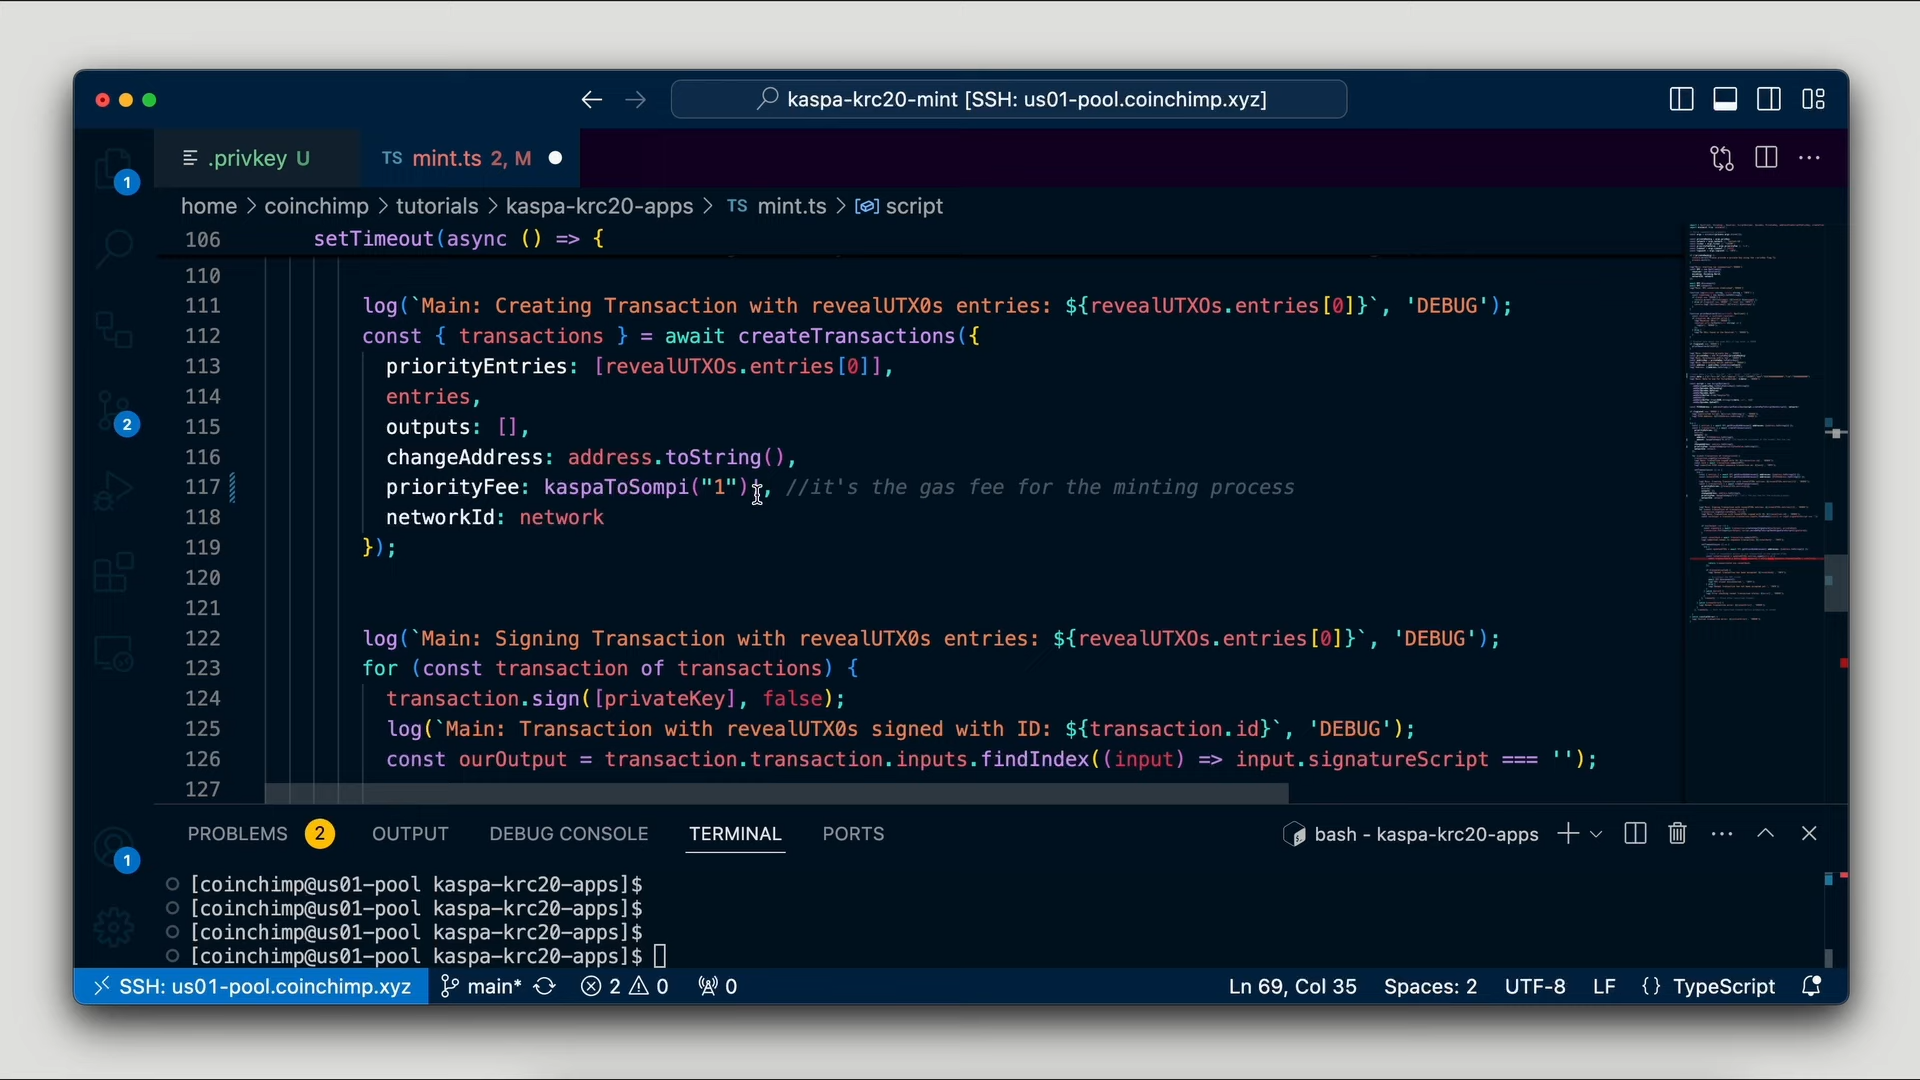 kaspa-krc20-mint [SSH: us01-pool.coinchimp.xyz]
.privkey U
TS mint.ts 2, M
1
home > coinchimp > tutorials > kaspa-krc20-apps > TS mint.ts > script
106 setTimeout(async () => {
110
111 log(`Main: Creating Transaction with revealUTX0s entries: ${revealUTXOs.entries[0]}`, 'DEBUG');
112 const { transactions } = await createTransactions({
113 priorityEntries: [revealUTXOs.entries[0]],
114 entries,
115 outputs: [],
116 changeAddress: address.toString(),
117 priorityFee: kaspaToSompi("1")!, //it's the gas fee for the minting process
118 networkId: network
119 });
120
121
122 log(`Main: Signing Transaction with revealUTX0s entries: ${revealUTXOs.entries[0]}`, 'DEBUG');
123 for (const transaction of transactions) {
124 transaction.sign([privateKey], false);
125 log(`Main: Transaction with revealUTX0s signed with ID: ${transaction.id}`, 'DEBUG');
126 const ourOutput = transaction.transaction.inputs.findIndex((input) => input.signatureScript === '');
127
2
1
PROBLEMS 2 OUTPUT DEBUG CONSOLE TERMINAL PORTS
bash - kaspa-krc20-apps
[coinchimp@us01-pool kaspa-krc20-apps]$
[coinchimp@us01-pool kaspa-krc20-apps]$
[coinchimp@us01-pool kaspa-krc20-apps]$
[coinchimp@us01-pool kaspa-krc20-apps]$
SSH: us01-pool.coinchimp.xyz main* 2 0 0 Ln 69, Col 35 Spaces: 2 UTF-8 LF {} TypeScript